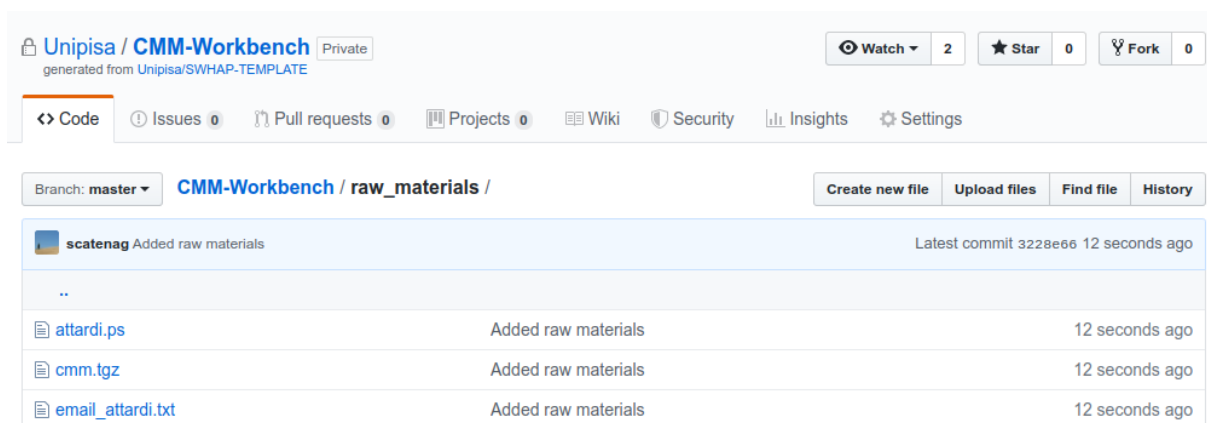 Unipisa / CMM-Workbench Private Watch 2 Star 0 Fork 0
generated from Unipisa/SWHAP-TEMPLATE
<> Code Issues 0 Pull requests 0 Projects 0 Wiki Security Insights Settings
Branch: master CMM-Workbench / raw_materials / Create new file Upload files Find file History
scatenag Added raw materials Latest commit 3228e66 12 seconds ago
..
attardi.ps Added raw materials 12 seconds ago
cmm.tgz Added raw materials 12 seconds ago
email_attardi.txt Added raw materials 12 seconds ago